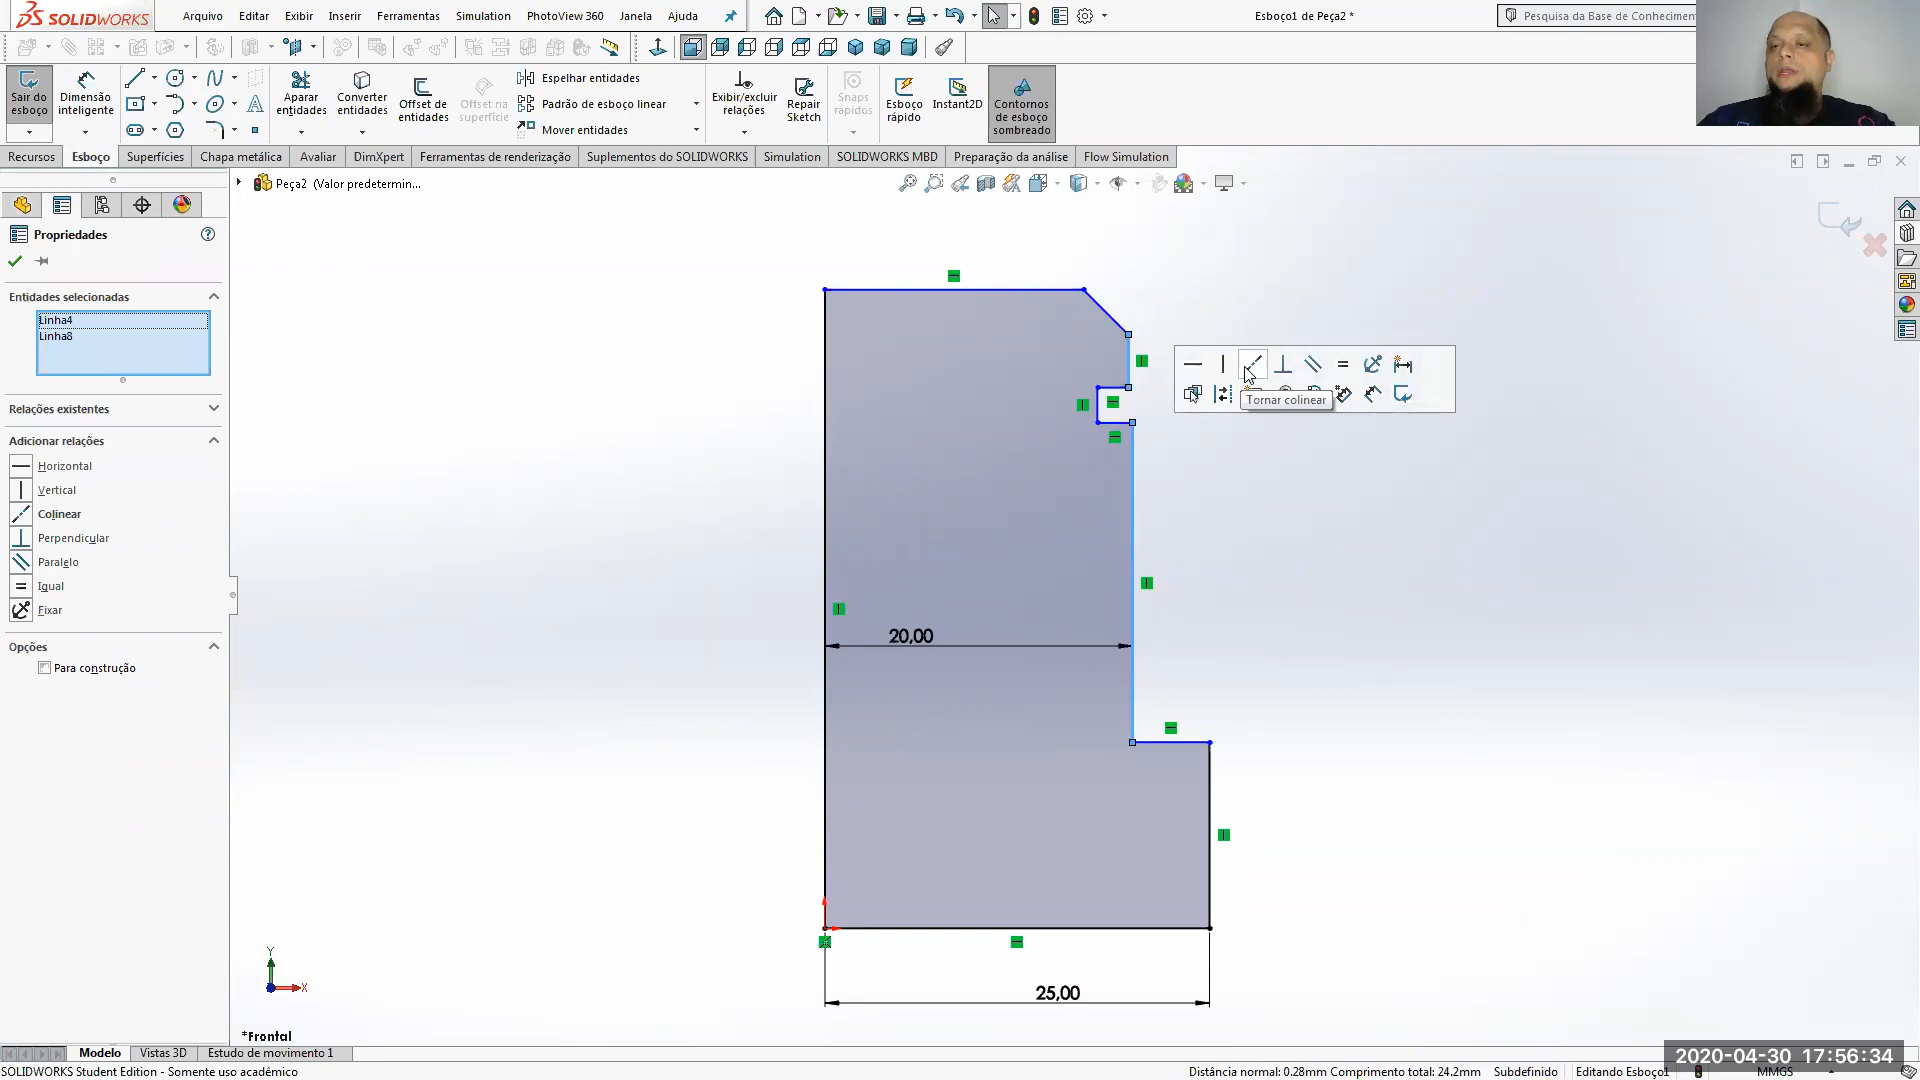 SOLIDWORKS
Arquivo Editar Exibir Inserir Ferramentas Simulation PhotoView 360 Janela Ajuda
Esboço1 de Peça2 *
Pesquisa da Base de Conhecimen
Sair do esboço
Dimensão inteligente
Aparar entidades
Converter entidades
Offset de entidades
Offset na superfície
Espelhar entidades
Padrão de esboço linear
Mover entidades
Exibir/excluir relações
Repair Sketch
Snaps rápidos
Esboço rápido
Instant2D
Contornos de esboço sombreado
Recursos Esboço Superfícies Chapa metálica Avaliar DimXpert Ferramentas de renderização Suplementos do SOLIDWORKS Simulation SOLIDWORKS MBD Preparação da análise Flow Simulation
Peça2 (Valor predetermin...
Propriedades
Entidades selecionadas
Linha4
Linha8
Relações existentes
Adicionar relações
Horizontal
Vertical
Colinear
Perpendicular
Paralelo
Igual
Fixar
Opções
Para construção
Tornar colinear
20,00
25,00
Y
X
*Frontal
Modelo Vistas 3D Estudo de movimento 1
2020-04-30 17:56:34
SOLIDWORKS Student Edition - Somente uso acadêmico
Distância normal: 0.28mm Comprimento total: 24.2mm Subdefinido Editando Esboço1 MMGS